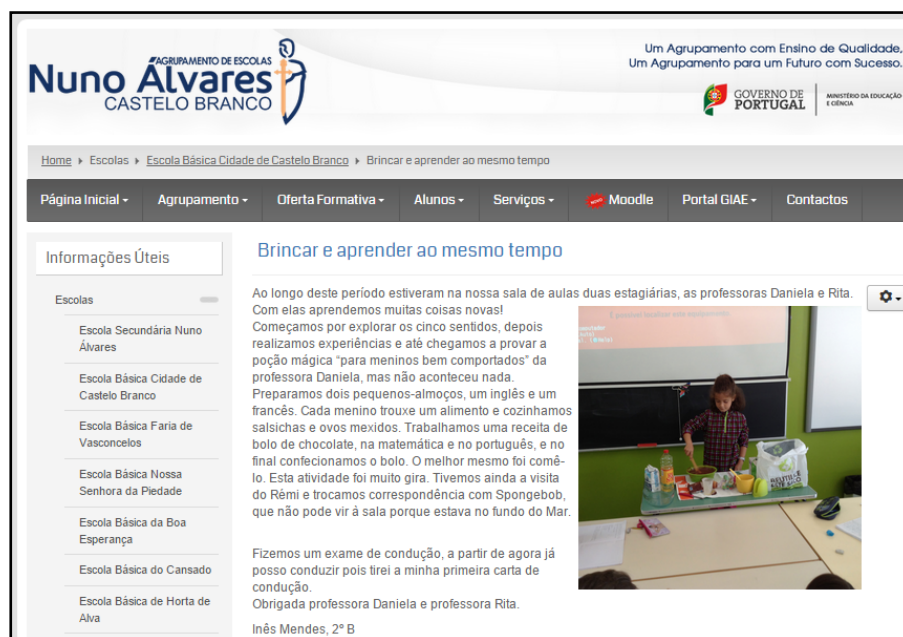 AGRUPAMENTO DE ESCOLAS
Nuno Álvares
CASTELO BRANCO
Um Agrupamento com Ensino de Qualidade,
Um Agrupamento para um Futuro com Sucesso.
GOVERNO DE
PORTUGAL
MINISTÉRIO DA EDUCAÇÃO
E CIÊNCIA
Home Escolas Escola Básica Cidade de Castelo Branco Brincar e aprender ao mesmo tempo
Página Inicial Agrupamento Oferta Formativa Alunos Serviços NOVO Moodle Portal GIAE Contactos
Informações Úteis
Escolas
Escola Secundária Nuno
Álvares
Escola Básica Cidade de
Castelo Branco
Escola Básica Faria de
Vasconcelos
Escola Básica Nossa
Senhora da Piedade
Escola Básica da Boa
Esperança
Escola Básica do Cansado
Escola Básica de Horta de
Alva
Brincar e aprender ao mesmo tempo
Ao longo deste período estiveram na nossa sala de aulas duas estagiárias, as professoras Daniela e Rita.
Com elas aprendemos muitas coisas novas!
Começamos por explorar os cinco sentidos, depois
realizamos experiências e até chegamos a provar a
poção mágica “para meninos bem comportados” da
professora Daniela, mas não aconteceu nada.
Preparamos dois pequenos-almoços, um inglês e um
francês. Cada menino trouxe um alimento e cozinhamos
salsichas e ovos mexidos. Trabalhamos uma receita de
bolo de chocolate, na matemática e no português, e no
final confecionamos o bolo. O melhor mesmo foi comê-
lo. Esta atividade foi muito gira. Tivemos ainda a visita
do Rémi e trocamos correspondência com Spongebob,
que não pode vir à sala porque estava no fundo do Mar.
Fizemos um exame de condução, a partir de agora já
posso conduzir pois tirei a minha primeira carta de
condução.
Obrigada professora Daniela e professora Rita.
Inês Mendes, 2º B